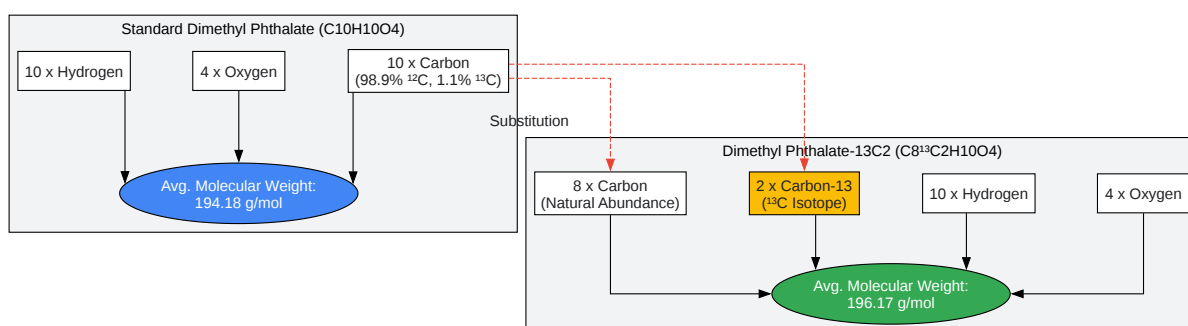 Standard Dimethyl Phthalate (C10H10O4)
10 x Hydrogen
4 x Oxygen
10 x Carbon
(98.9% ¹²C, 1.1% ¹³C)
Substitution
Avg. Molecular Weight:
194.18 g/mol
Dimethyl Phthalate-13C2 (C8¹³C2H10O4)
8 x Carbon
(Natural Abundance)
2 x Carbon-13
(¹³C Isotope)
10 x Hydrogen
4 x Oxygen
Avg. Molecular Weight:
196.17 g/mol